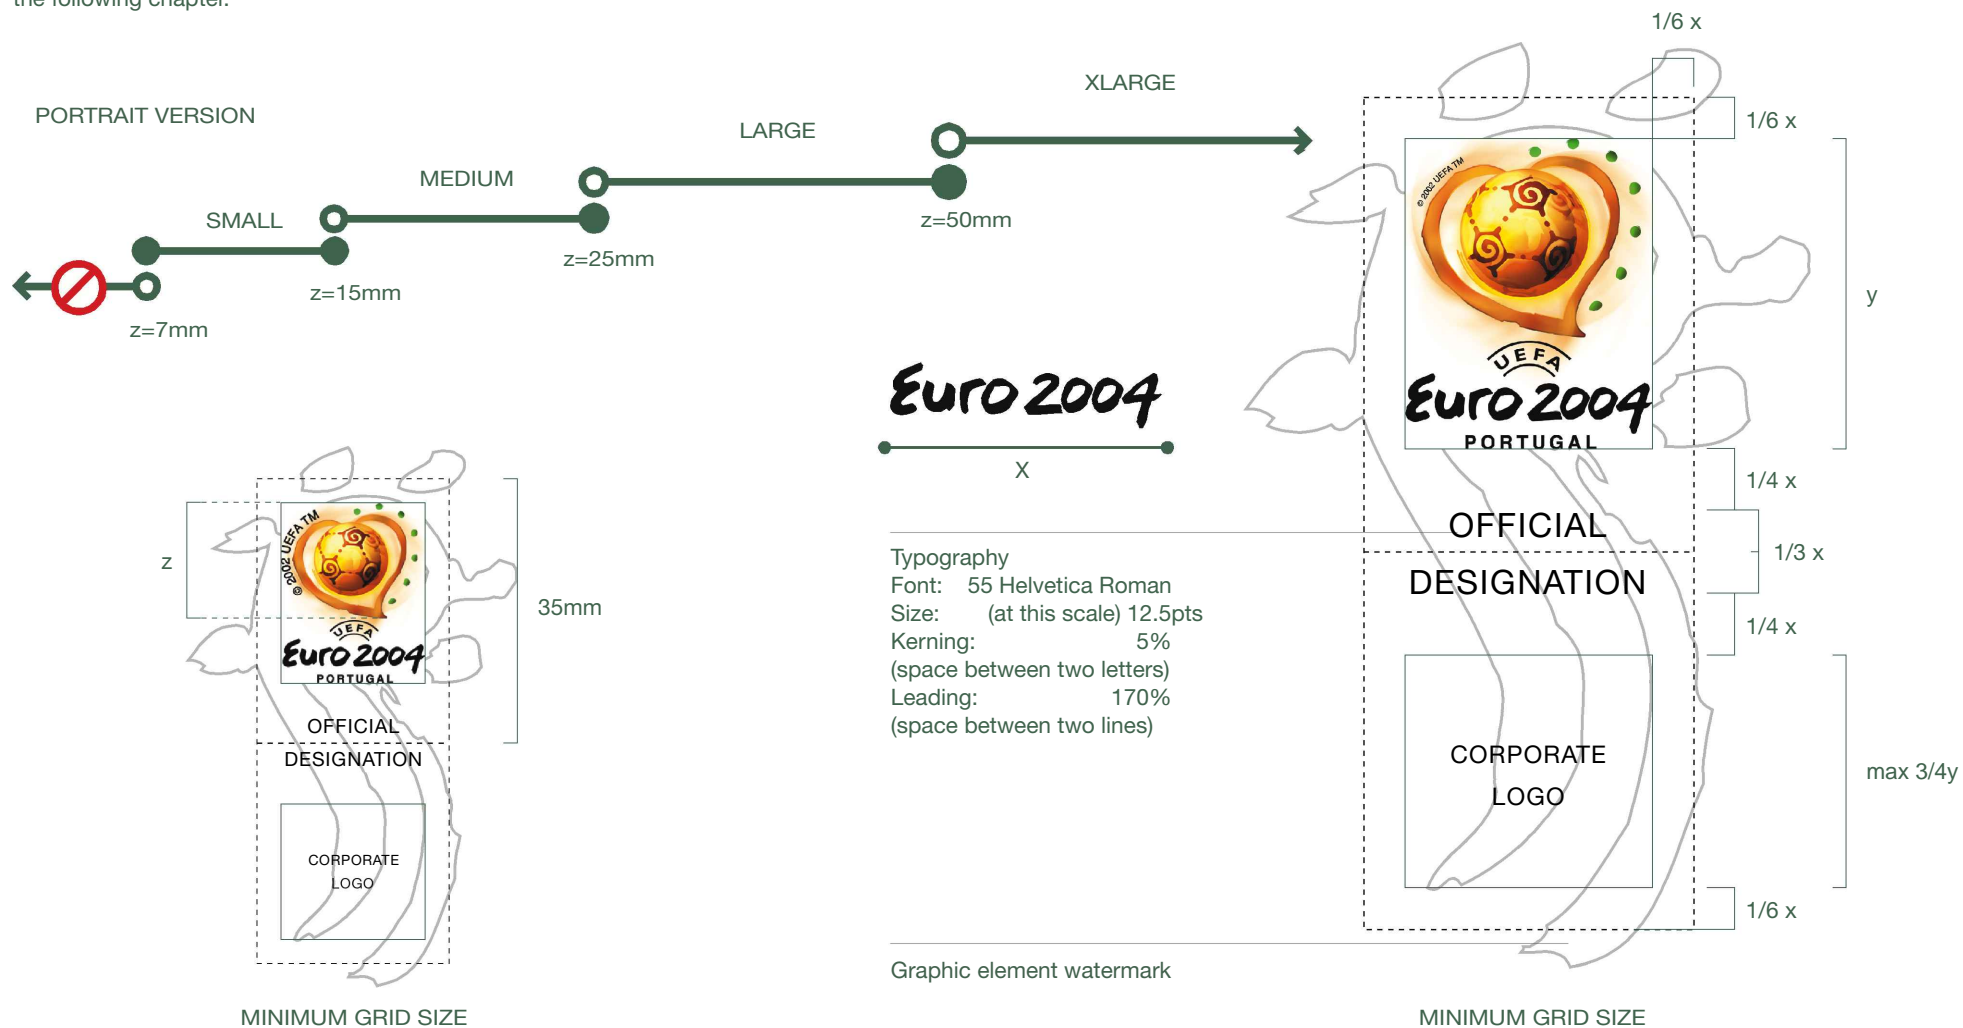 the following chapter.
1/6 x
PORTRAIT VERSION
SMALL
MEDIUM
LARGE
XLARGE
z=7mm
z=15mm
z=25mm
z=50mm
1/6 x
© 2002 UEFA TM
UEFA
Euro 2004
PORTUGAL
y
Euro 2004
X
1/4 x
OFFICIAL
DESIGNATION
1/3 x
1/4 x
CORPORATE
LOGO
max 3/4y
1/6 x
Typography
Font: 55 Helvetica Roman
Size: (at this scale) 12.5pts
Kerning: 5%
(space between two letters)
Leading: 170%
(space between two lines)
Graphic element watermark
MINIMUM GRID SIZE
z
© 2002 UEFA TM
UEFA
Euro 2004
PORTUGAL
35mm
OFFICIAL
DESIGNATION
CORPORATE
LOGO
MINIMUM GRID SIZE